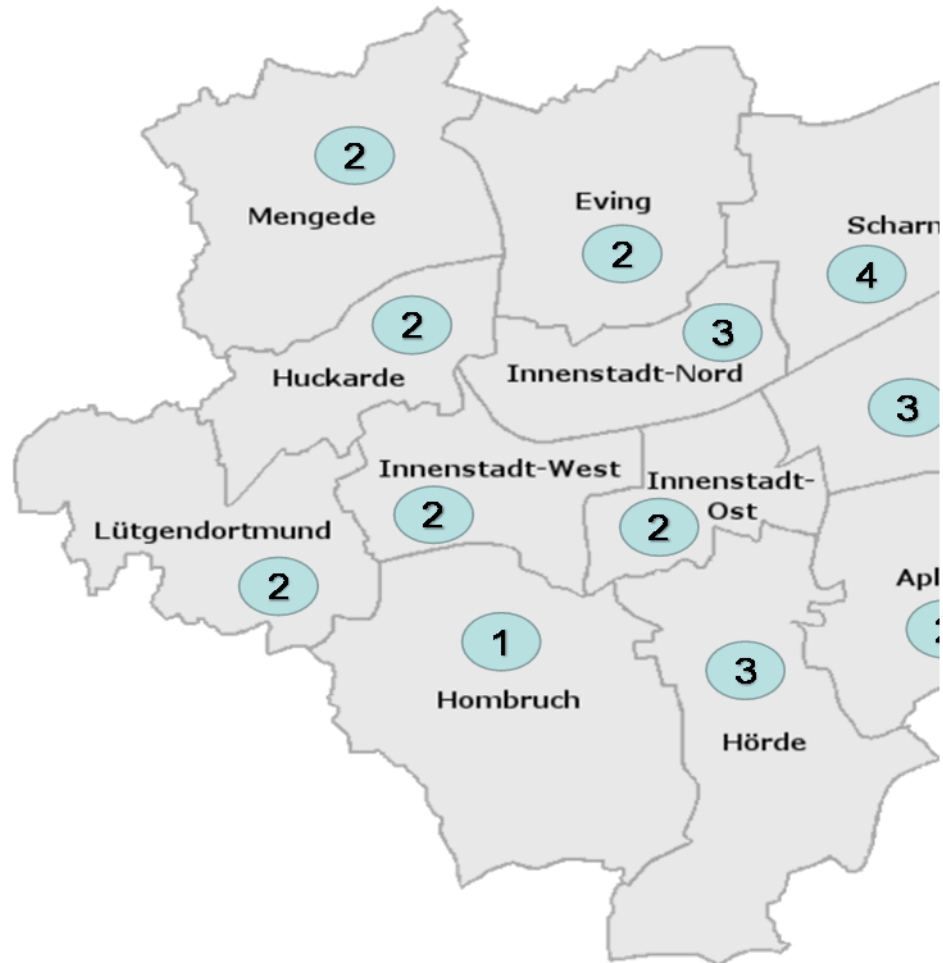 2
Mengede
Eving
2
Scharn
4
2
Huckarde
3
Innenstadt-Nord
3
Innenstadt-West
2
Innenstadt-
Ost
2
Lütgendortmund
2
Apl
1
Hombruch
3
Hörde